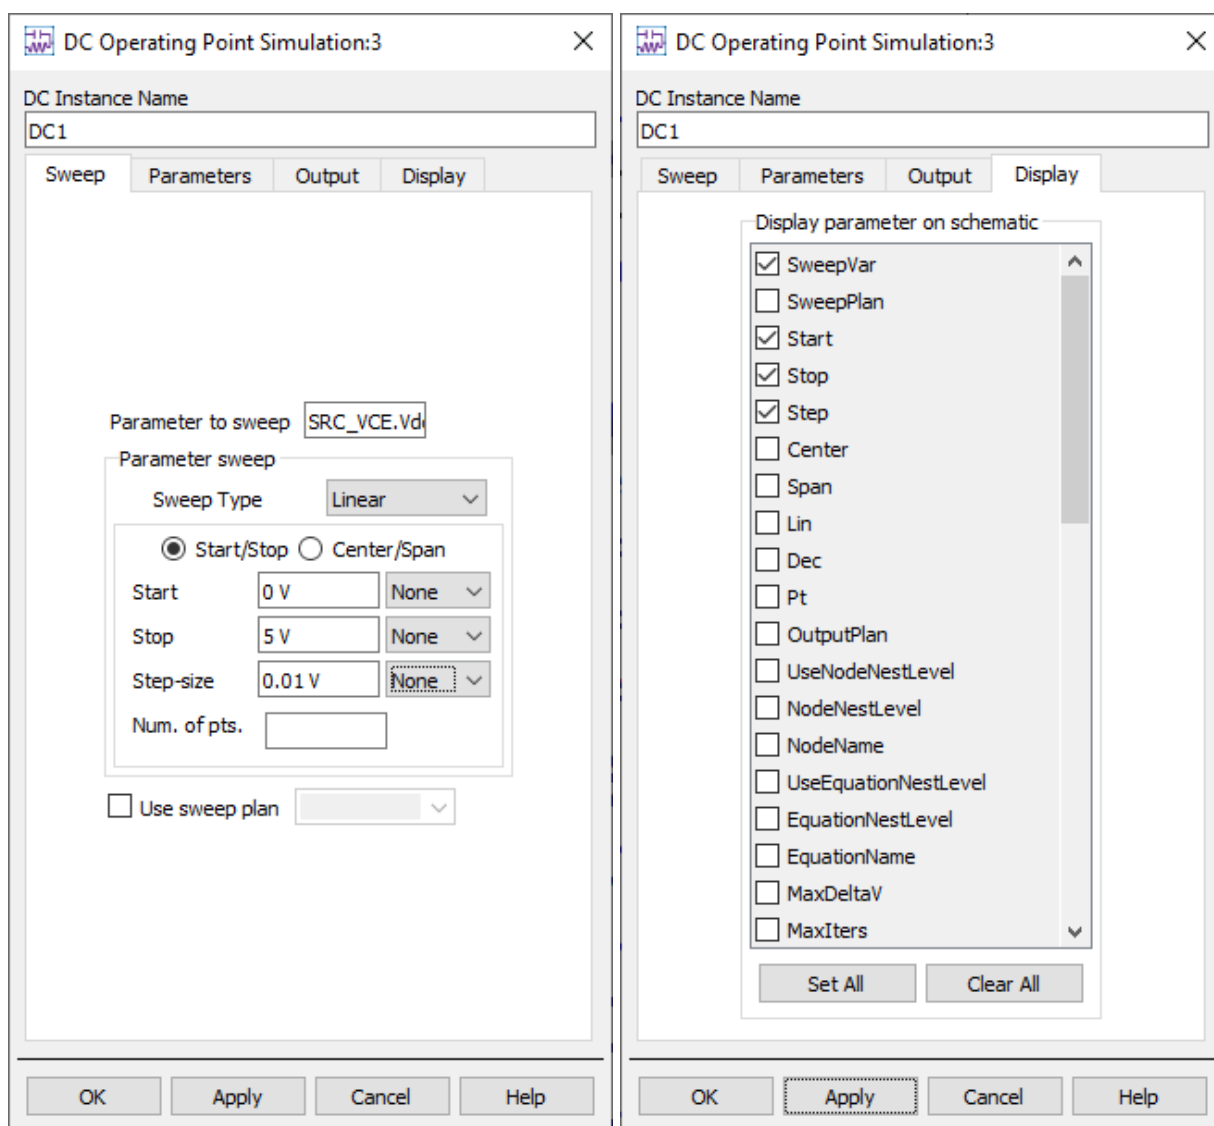 DC Operating Point Simulation:3
DC Instance Name
DC1
Sweep Parameters Output Display
Parameter to sweep SRC_VCE.Vd
Parameter sweep
Sweep Type Linear
Start/Stop Center/Span
Start 0 V None
Stop 5 V None
Step-size 0.01 V None
Num. of pts.
Use sweep plan
OK Apply Cancel Help
DC Operating Point Simulation:3
DC Instance Name
DC1
Sweep Parameters Output Display
Display parameter on schematic
SweepVar
SweepPlan
Start
Stop
Step
Center
Span
Lin
Dec
Pt
OutputPlan
UseNodeNestLevel
NodeNestLevel
NodeName
UseEquationNestLevel
EquationNestLevel
EquationName
MaxDeltaV
MaxIters
Set All Clear All
OK Apply Cancel Help